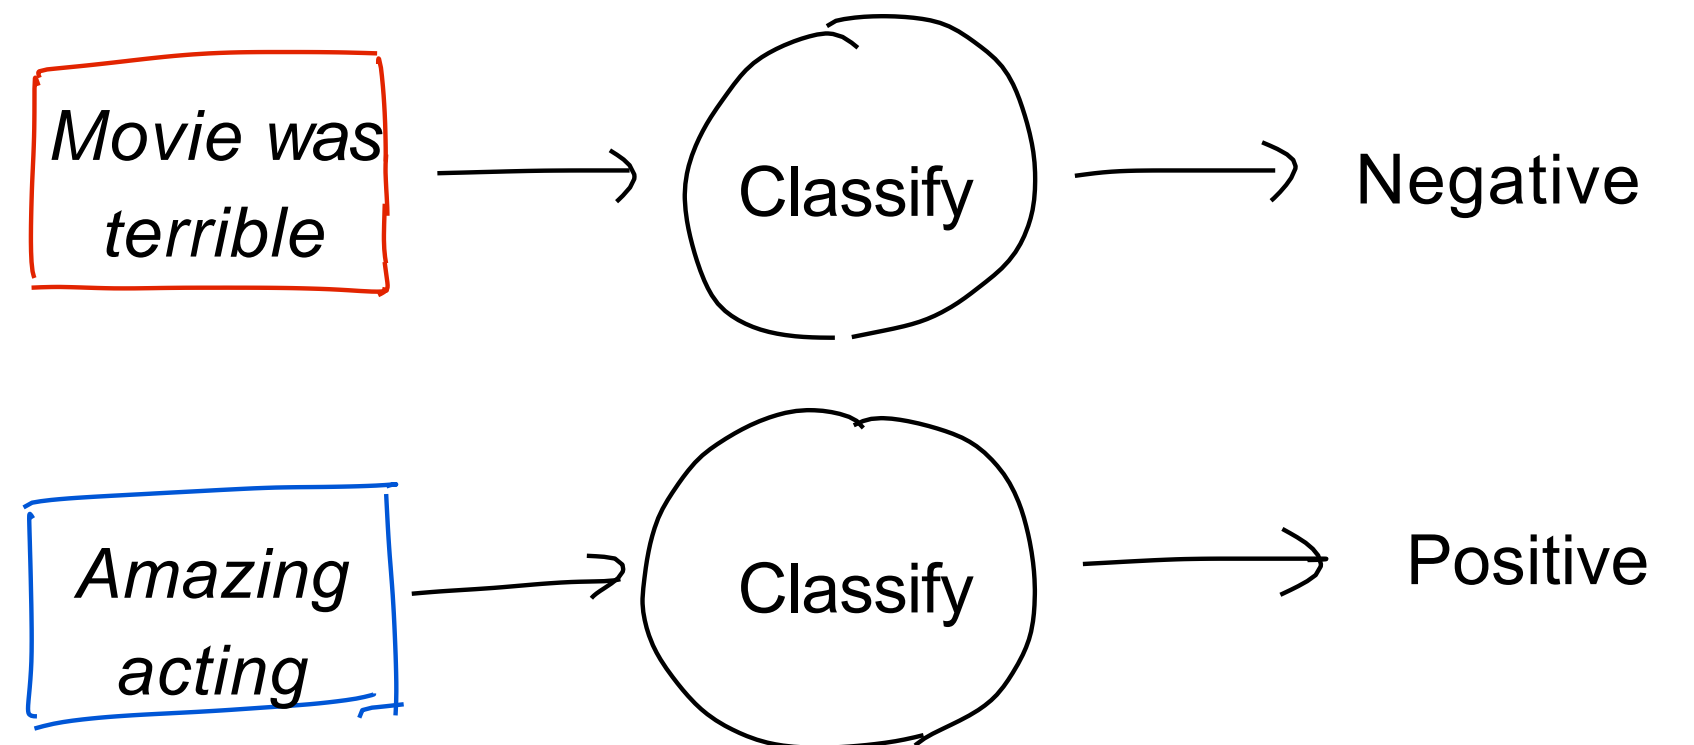 Movie was
terrible
Classify
Negative
Amazing
acting
Classify
Positive